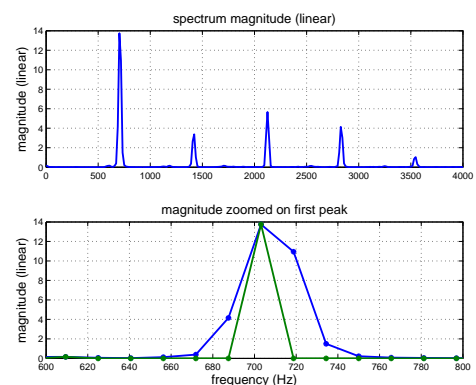 spectrum magnitude (linear)
magnitude (linear)
14
12
10
8
6
4
2
0
0 500 1000 1500 2000 2500 3000 3500 4000
magnitude zoomed on first peak
magnitude (linear)
14
12
10
8
6
4
2
0
600 620 640 660 680 700 720 740 760 780 800
frequency (Hz)